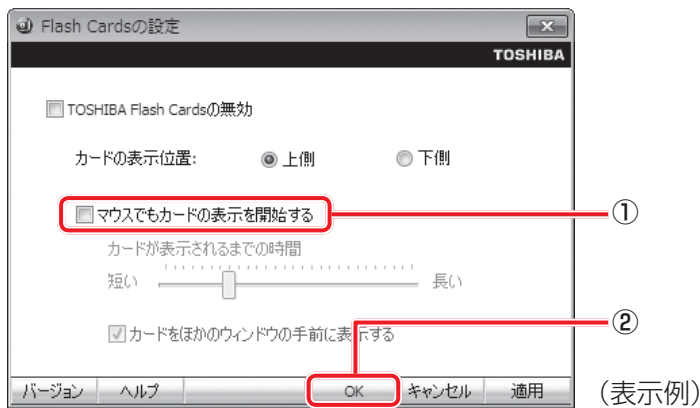 Flash Cardsの設定
TOSHIBA
TOSHIBA Flash Cardsの無効
カードの表示位置: 上側 下側
マウスでもカードの表示を開始する ①
カードが表示されるまでの時間
短い 長い
②
カードをほかのウィンドウの手前に表示する
バージョン ヘルプ OK キャンセル 適用 (表示例)